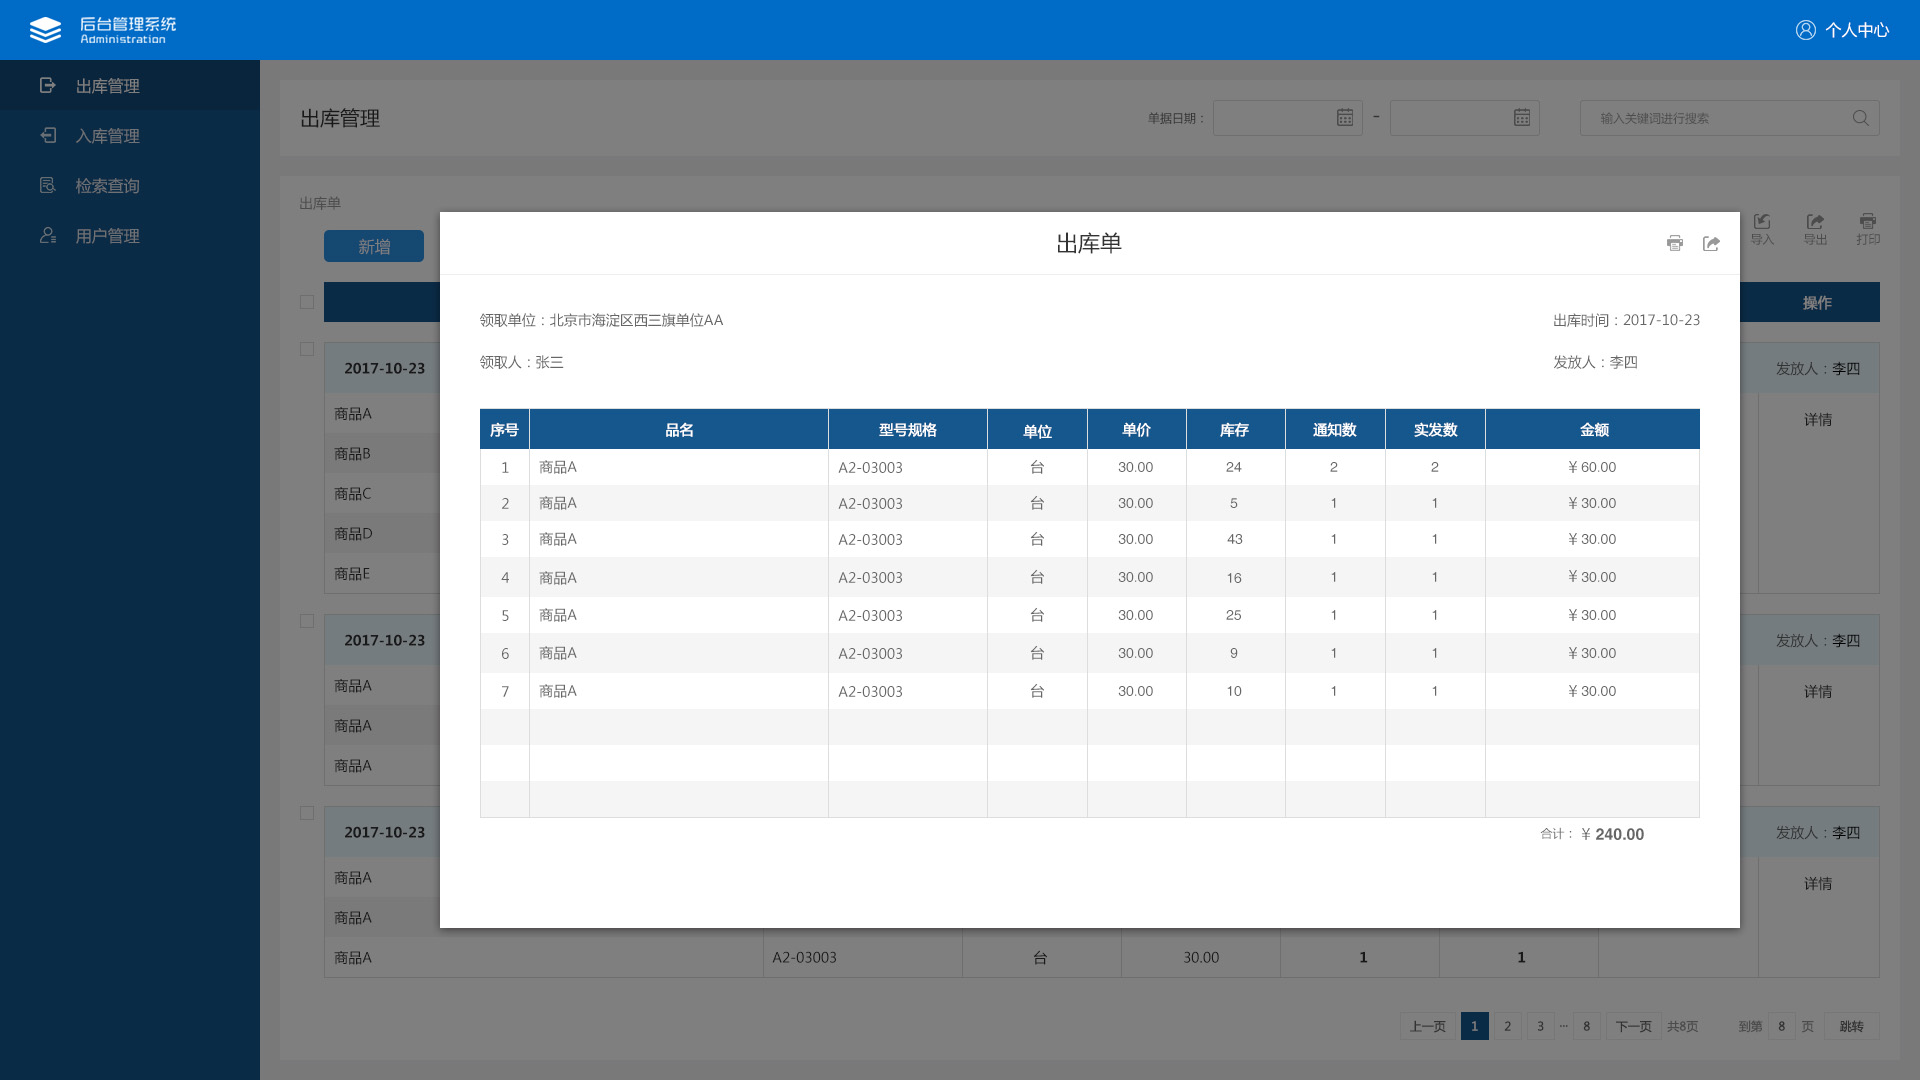 后台管理系统
Administration
个人中心
出库管理
入库管理
检索查询
用户管理
出库管理
单据日期：
-
输入关键词进行搜索
出库单
新增
导入
导出
打印
操作
2017-10-23
发放人：李四
商品A
详情
商品B
商品C
商品D
商品E
2017-10-23
发放人：李四
商品A
详情
商品A
商品A
2017-10-23
发放人：李四
商品A
详情
商品A
商品A A2-03003 台 30.00 1 1
出库单
领取单位：北京市海淀区西三旗单位AA
出库时间：2017-10-23
领取人：张三
发放人：李四
序号 品名 型号规格 单位 单价 库存 通知数 实发数 金额
1 商品A A2-03003 台 30.00 24 2 2 ¥ 60.00
2 商品A A2-03003 台 30.00 5 1 1 ¥ 30.00
3 商品A A2-03003 台 30.00 43 1 1 ¥ 30.00
4 商品A A2-03003 台 30.00 16 1 1 ¥ 30.00
5 商品A A2-03003 台 30.00 25 1 1 ¥ 30.00
6 商品A A2-03003 台 30.00 9 1 1 ¥ 30.00
7 商品A A2-03003 台 30.00 10 1 1 ¥ 30.00
合计： ¥ 240.00
上一页 1 2 3 ... 8 下一页 共8页 到第 8 页 跳转